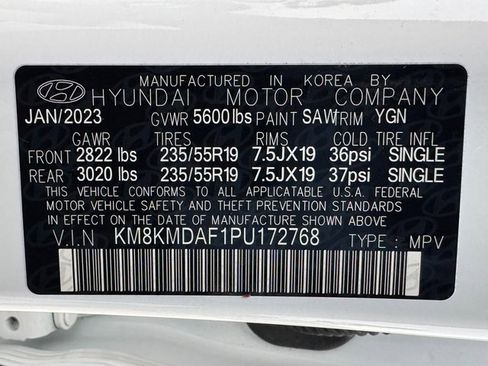 MANUFACTURED IN KOREA BY
HYUNDAI MOTOR COMPANY
JAN/2023 GVWR 5600lbs PAINT SAW TRIM YGN
GAWR TIRES RIMS COLD TIRE INFL
FRONT 2822 lbs 235/55R19 7.5JX19 36psi SINGLE
REAR 3020 lbs 235/55R19 7.5JX19 37psi SINGLE
THIS VEHICLE CONFORMS TO ALL APPLICABLE U.S.A. FEDERAL
MOTOR VEHICLE SAFETY AND THEFT PREVENTION STANDARDS
IN EFFECT ON THE DATE OF MANUFACTURE SHOWN ABOVE
V.I.N KM8KMDAF1PU172768 TYPE : MPV